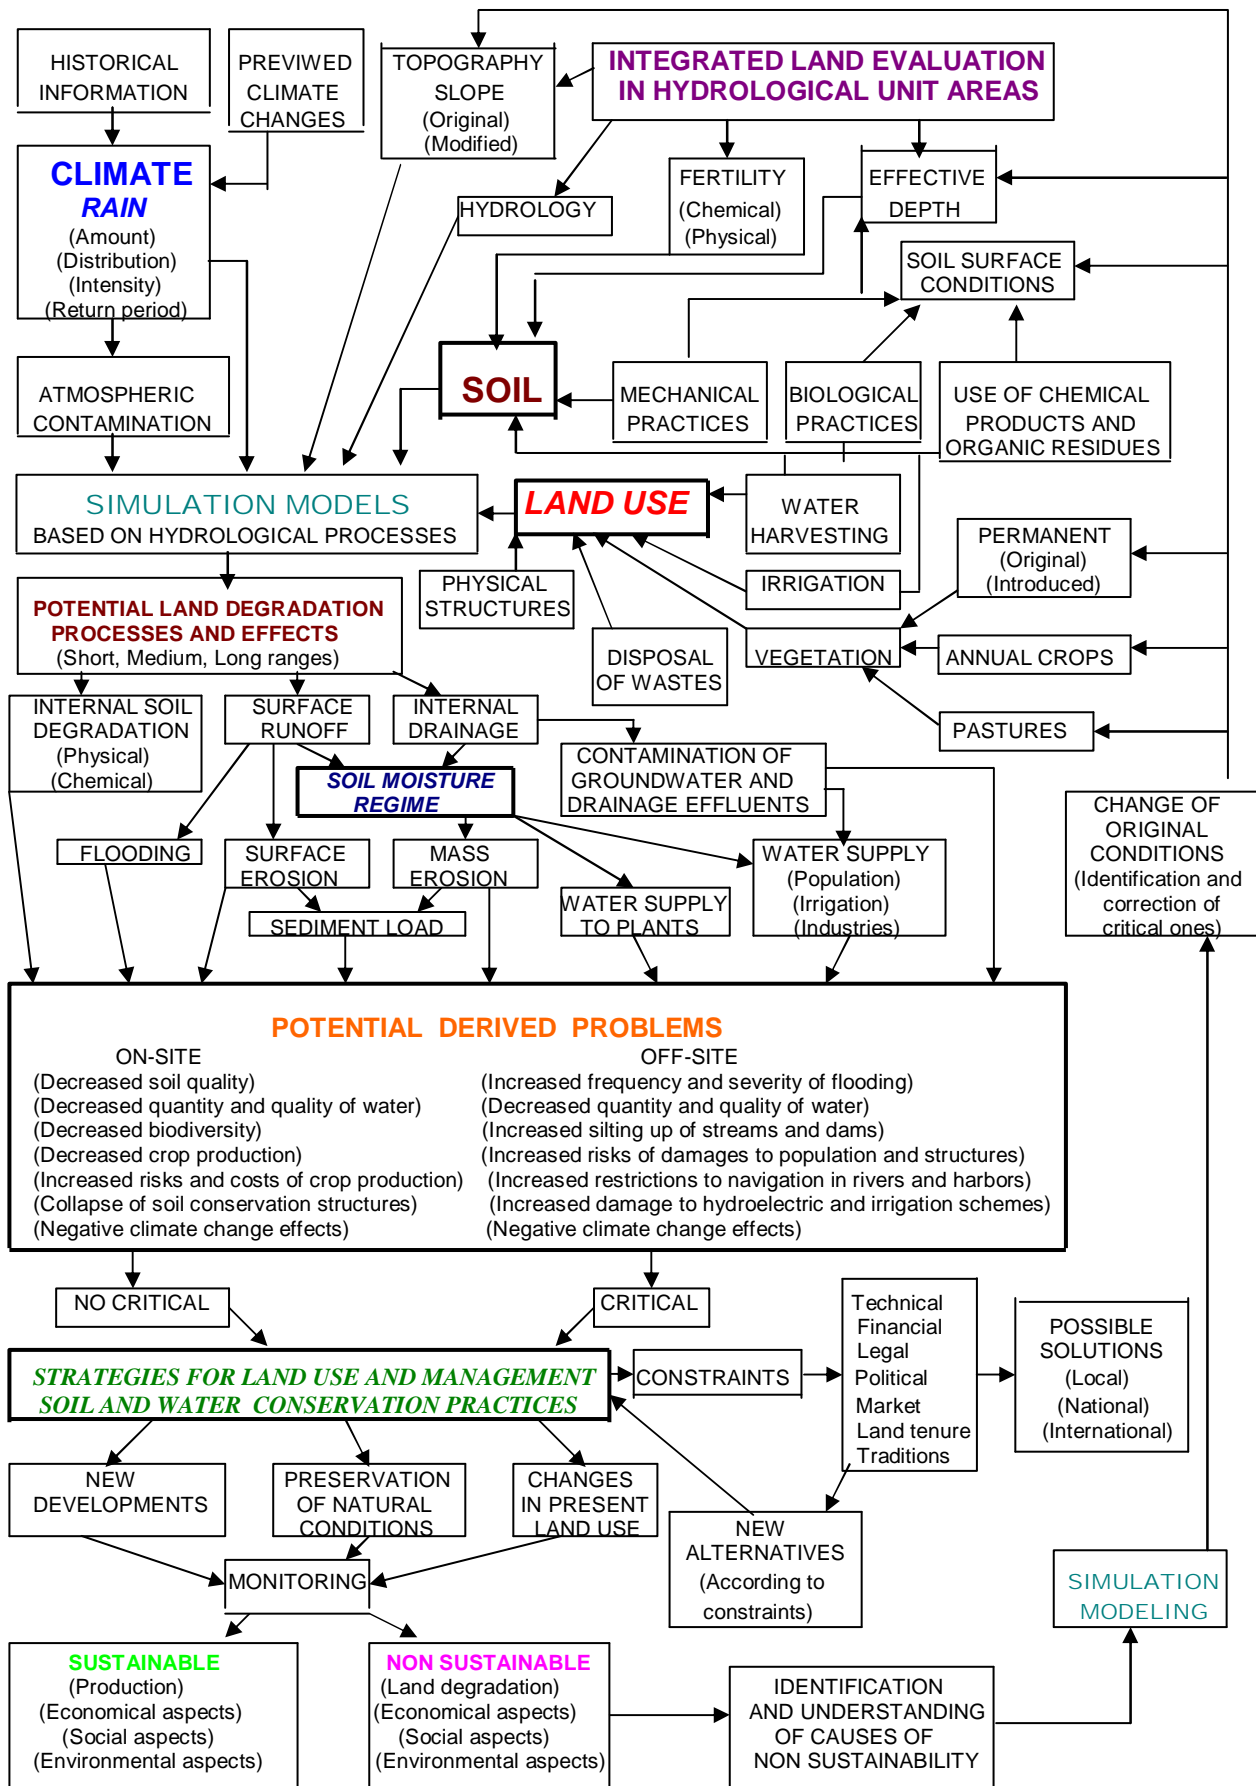 HISTORICAL
INFORMATION
PREVIWED
CLIMATE
CHANGES
TOPOGRAPHY
SLOPE
(Original)
(Modified)
INTEGRATED LAND EVALUATION
IN HYDROLOGICAL UNIT AREAS
CLIMATE
RAIN
(Amount)
(Distribution)
(Intensity)
(Return period)
HYDROLOGY
FERTILITY
(Chemical)
(Physical)
EFFECTIVE
DEPTH
SOIL SURFACE
CONDITIONS
ATMOSPHERIC
CONTAMINATION
SOIL
MECHANICAL
PRACTICES
BIOLOGICAL
PRACTICES
USE OF CHEMICAL
PRODUCTS AND
ORGANIC RESIDUES
SIMULATION MODELS
BASED ON HYDROLOGICAL PROCESSES
LAND USE
WATER
HARVESTING
PERMANENT
(Original)
(Introduced)
PHYSICAL
STRUCTURES
IRRIGATION
POTENTIAL LAND DEGRADATION
PROCESSES AND EFFECTS
(Short, Medium, Long ranges)
DISPOSAL
OF WASTES
VEGETATION
ANNUAL CROPS
PASTURES
INTERNAL SOIL
DEGRADATION
(Physical)
(Chemical)
SURFACE
RUNOFF
INTERNAL
DRAINAGE
SOIL MOISTURE
REGIME
CONTAMINATION OF
GROUNDWATER AND
DRAINAGE EFFLUENTS
CHANGE OF
ORIGINAL
CONDITIONS
(Identification and
correction of
critical ones)
FLOODING
SURFACE
EROSION
MASS
EROSION
WATER SUPPLY
(Population)
(Irrigation)
(Industries)
SEDIMENT LOAD
WATER SUPPLY
TO PLANTS
POTENTIAL DERIVED PROBLEMS
ON-SITE
(Decreased soil quality)
(Decreased quantity and quality of water)
(Decreased biodiversity)
(Decreased crop production)
(Increased risks and costs of crop production)
(Collapse of soil conservation structures)
(Negative climate change effects)
OFF-SITE
(Increased frequency and severity of flooding)
(Decreased quantity and quality of water)
(Increased silting up of streams and dams)
(Increased risks of damages to population and structures)
(Increased restrictions to navigation in rivers and harbors)
(Increased damage to hydroelectric and irrigation schemes)
(Negative climate change effects)
NO CRITICAL
CRITICAL
STRATEGIES FOR LAND USE AND MANAGEMENT
SOIL AND WATER CONSERVATION PRACTICES
CONSTRAINTS
Technical
Financial
Legal
Political
Market
Land tenure
Traditions
POSSIBLE
SOLUTIONS
(Local)
(National)
(International)
NEW
DEVELOPMENTS
PRESERVATION
OF NATURAL
CONDITIONS
CHANGES
IN PRESENT
LAND USE
NEW
ALTERNATIVES
(According to
constraints)
MONITORING
SIMULATION
MODELING
SUSTAINABLE
(Production)
(Economical aspects)
(Social aspects)
(Environmental aspects)
NON SUSTAINABLE
(Land degradation)
(Economical aspects)
(Social aspects)
(Environmental aspects)
IDENTIFICATION
AND UNDERSTANDING
OF CAUSES OF
NON SUSTAINABILITY